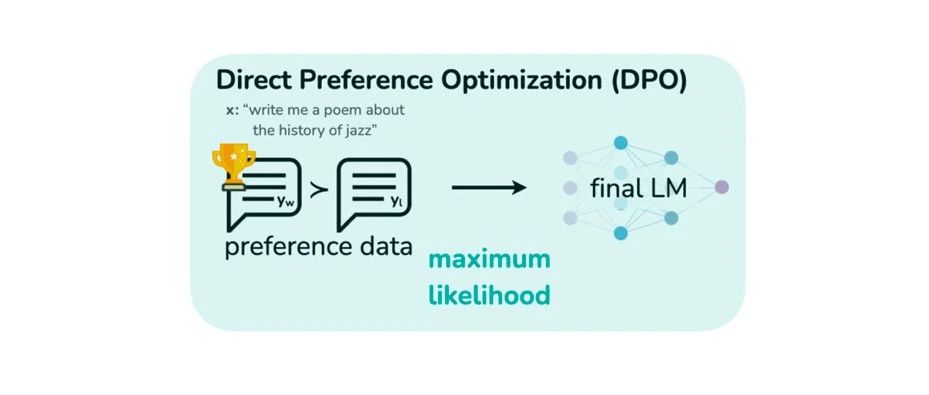 Direct Preference Optimization (DPO)
x: “write me a poem about
the history of jazz”
y_w ≻ y_l
preference data
maximum
likelihood
final LM